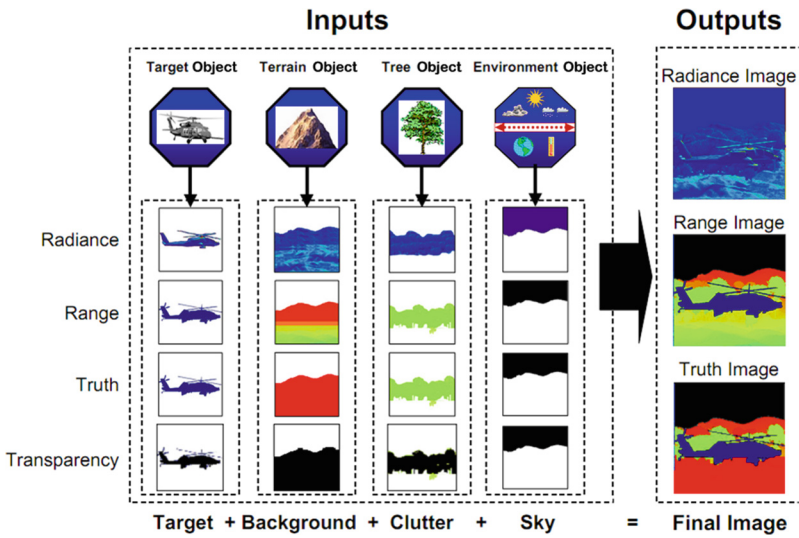 Inputs
Outputs
Target Object
Terrain Object
Tree Object
Environment Object
Radiance Image
Radiance
Range Image
Range
Truth Image
Truth
Transparency
Target + Background + Clutter + Sky = Final Image